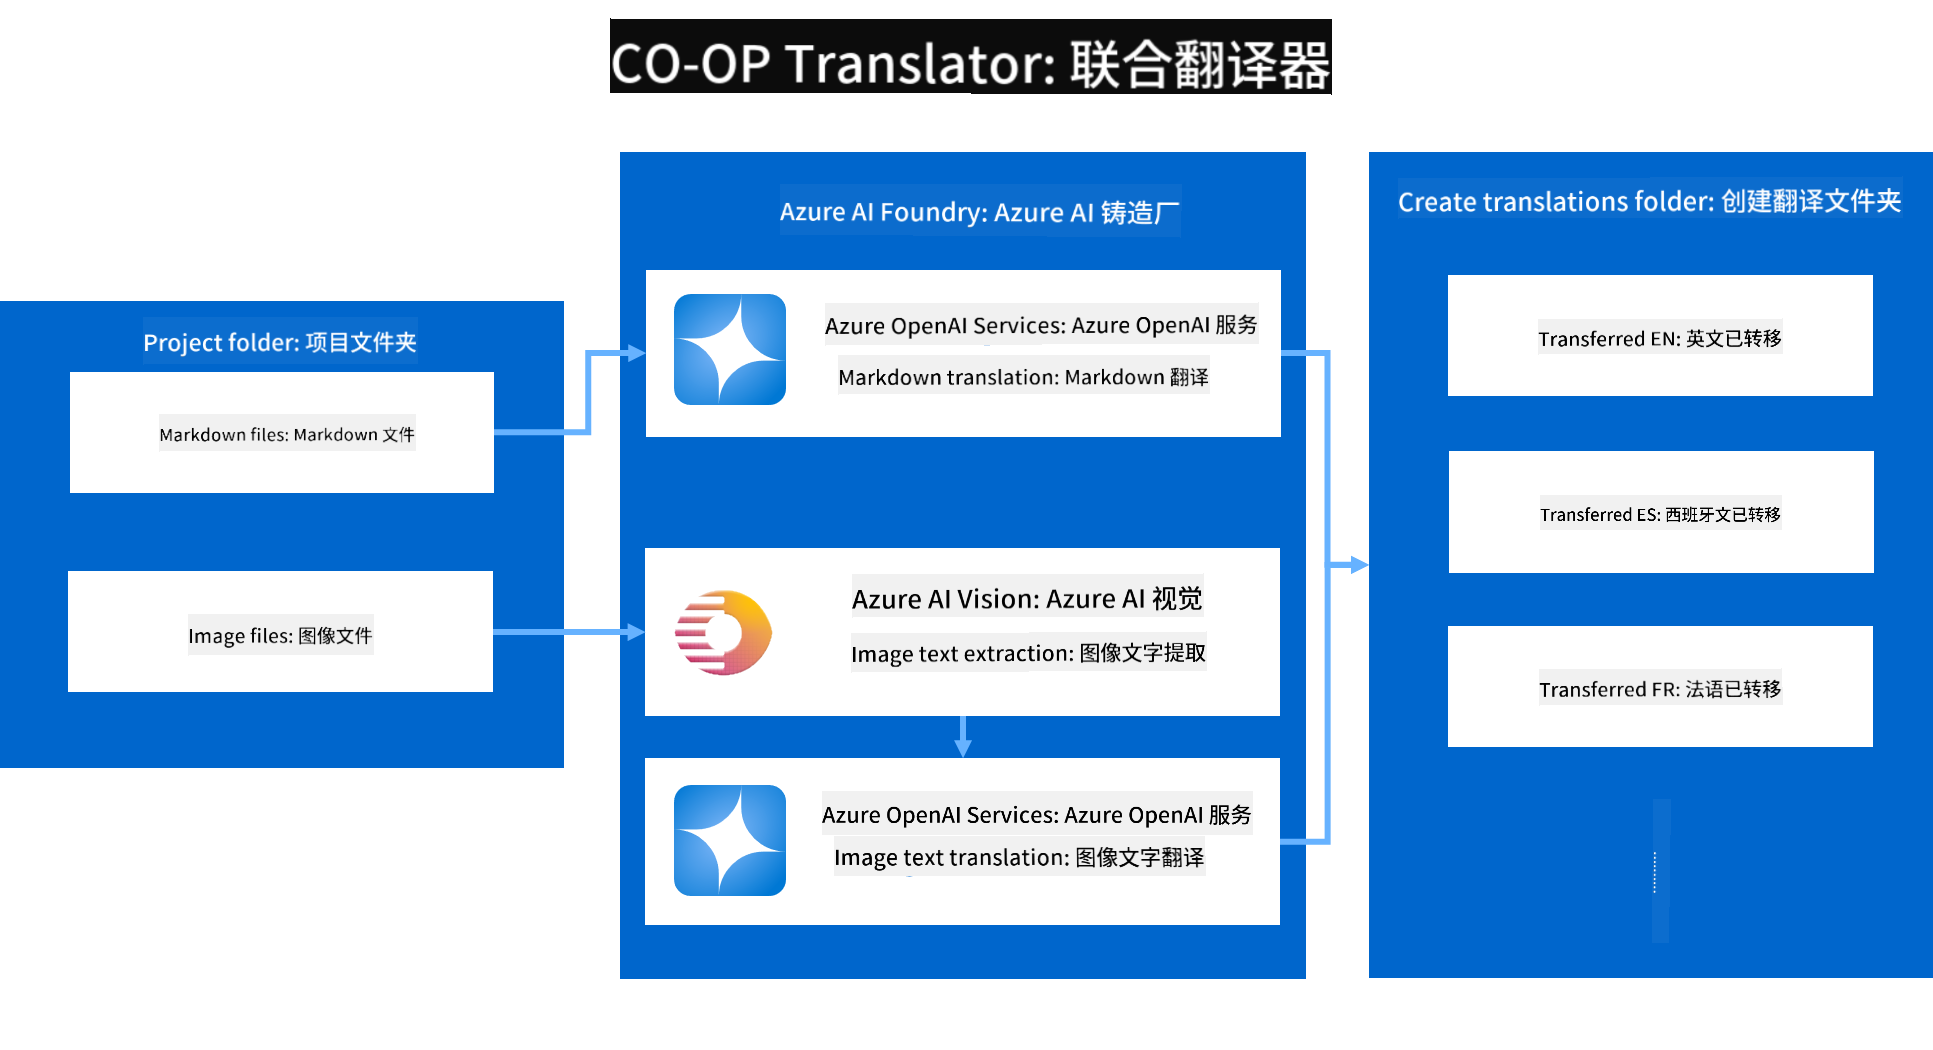 CO-OP Translator: 联合翻译器
Project folder: 项目文件夹
Markdown files: Markdown 文件
Image files: 图像文件
Azure AI Foundry: Azure AI 铸造厂
Azure OpenAI Services: Azure OpenAI 服务
Markdown translation: Markdown 翻译
Azure AI Vision: Azure AI 视觉
Image text extraction: 图像文字提取
Azure OpenAI Services: Azure OpenAI 服务
Image text translation: 图像文字翻译
Create translations folder: 创建翻译文件夹
Transferred EN: 英文已转移
Transferred ES: 西班牙文已转移
Transferred FR: 法语已转移